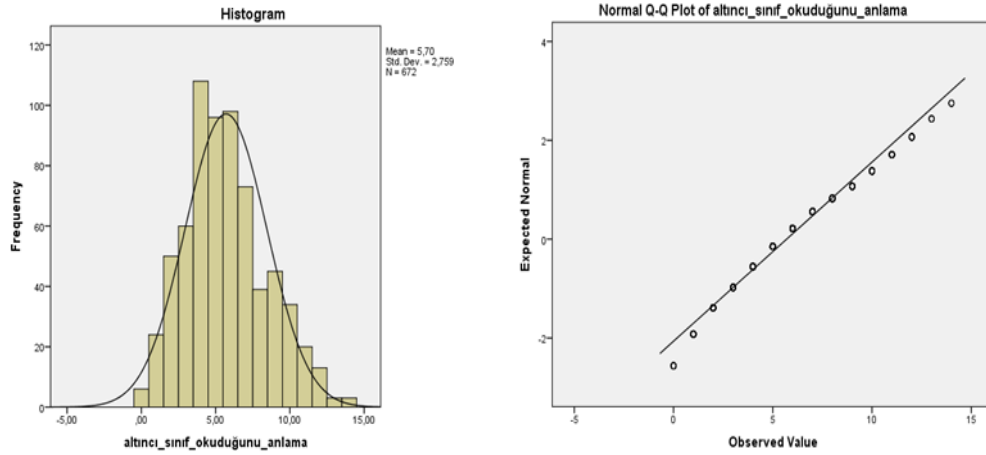 Histogram
Mean = 5,70
Std. Dev. = 2,759
N = 672
120
100
80
60
40
20
0
Frequency
-5,00 ,00 5,00 10,00 15,00
altıncı_sınıf_okuduğunu_anlama
Normal Q-Q Plot of altıncı_sınıf_okuduğunu_anlama
4
2
0
-2
Expected Normal
-5 0 5 10 15
Observed Value